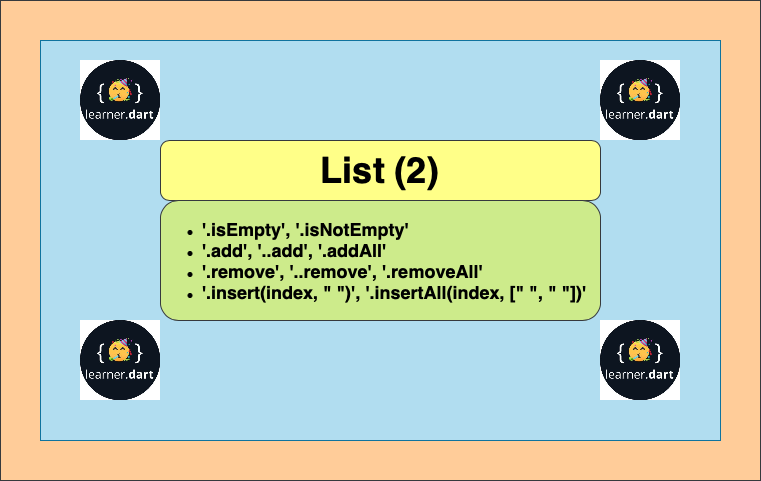 {🥳}
learner.dart
{🥳}
learner.dart
List (2)
• '.isEmpty', '.isNotEmpty'
• '.add', '..add', '.addAll'
• '.remove', '..remove', '.removeAll'
• '.insert(index, " ")', '.insertAll(index, [" ", " "])'
{🥳}
learner.dart
{🥳}
learner.dart